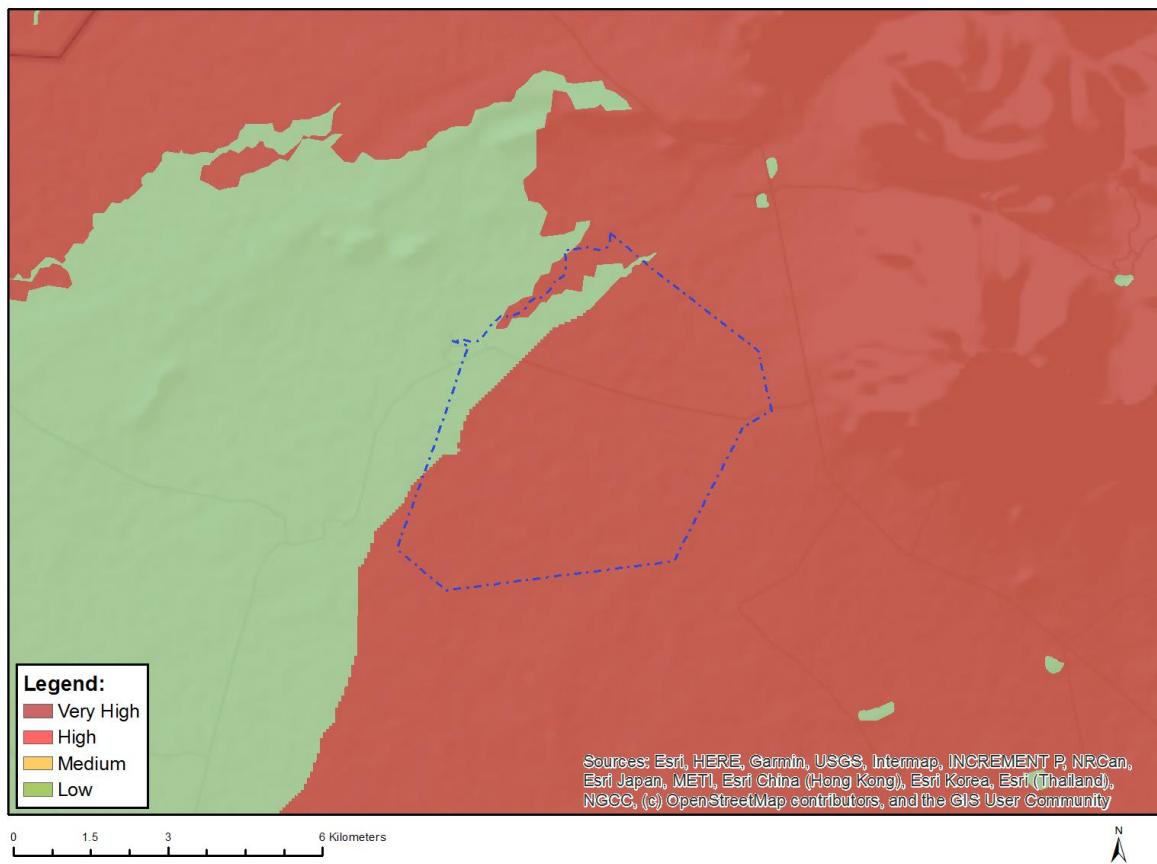 Legend:
Very High
High
Medium
Low
Sources: Esri, HERE, Garmin, USGS, Intermap, INCREMENT P, NRCan,
Esri Japan, METI, Esri China (Hong Kong), Esri Korea, Esri (Thailand),
NGCC, (c) OpenStreetMap contributors, and the GIS User Community
0 1.5 3 6 Kilometers
N